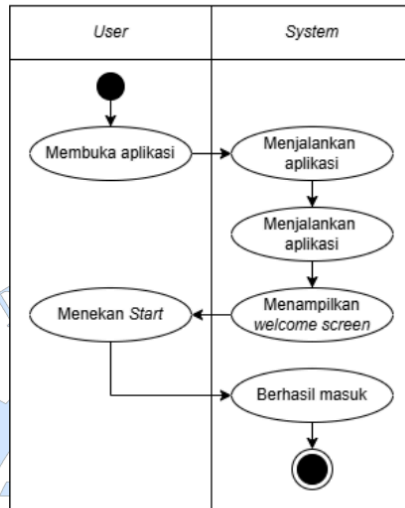 User
System
Membuka aplikasi
Menjalankan
aplikasi
Menjalankan
aplikasi
Menampilkan
welcome screen
Menekan Start
Berhasil masuk